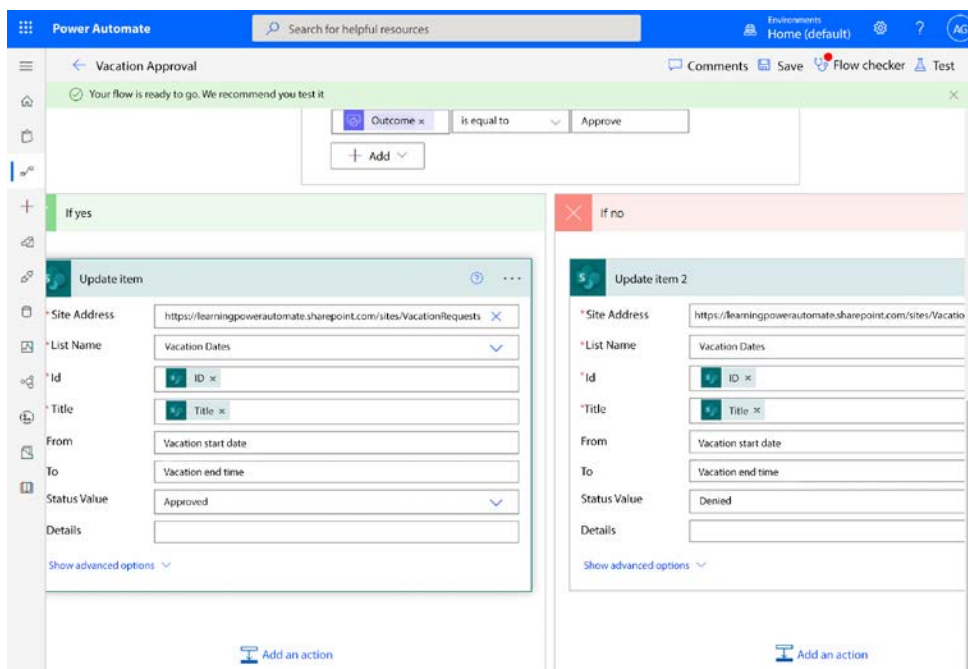 Power Automate
Search for helpful resources
Environments
Home (default)
?
AG
Vacation Approval
Comments
Save
Flow checker
Test
Your flow is ready to go. We recommend you test it
Outcome ×
is equal to
Approve
+ Add
If yes
If no
Update item
Update item 2
*Site Address
https://learningpowerautomate.sharepoint.com/sites/VacationRequests
*List Name
Vacation Dates
*Id
ID ×
*Title
Title ×
From
Vacation start date
To
Vacation end time
Status Value
Approved
Details
Show advanced options
Add an action
*Site Address
https://learningpowerautomate.sharepoint.com/sites/Vacatio
*List Name
Vacation Dates
*Id
ID ×
*Title
Title ×
From
Vacation start date
To
Vacation end time
Status Value
Denied
Details
Show advanced options
Add an action